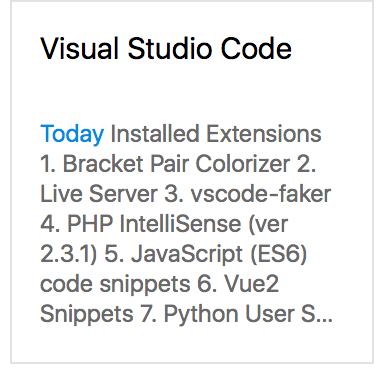 Visual Studio Code
Today Installed Extensions
1. Bracket Pair Colorizer 2.
Live Server 3. vscode-faker
4. PHP IntelliSense (ver
2.3.1) 5. JavaScript (ES6)
code snippets 6. Vue2
Snippets 7. Python User S...